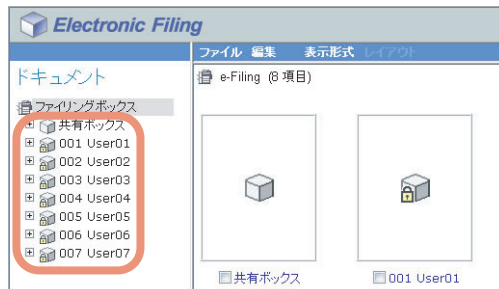 Electronic Filing
ファイル 編集 表示形式 レイアウト
ドキュメント
ファイリングボックス
共有ボックス
001 User01
002 User02
003 User03
004 User04
005 User05
006 User06
007 User07
e-Filing (8 項目)
共有ボックス
001 User01